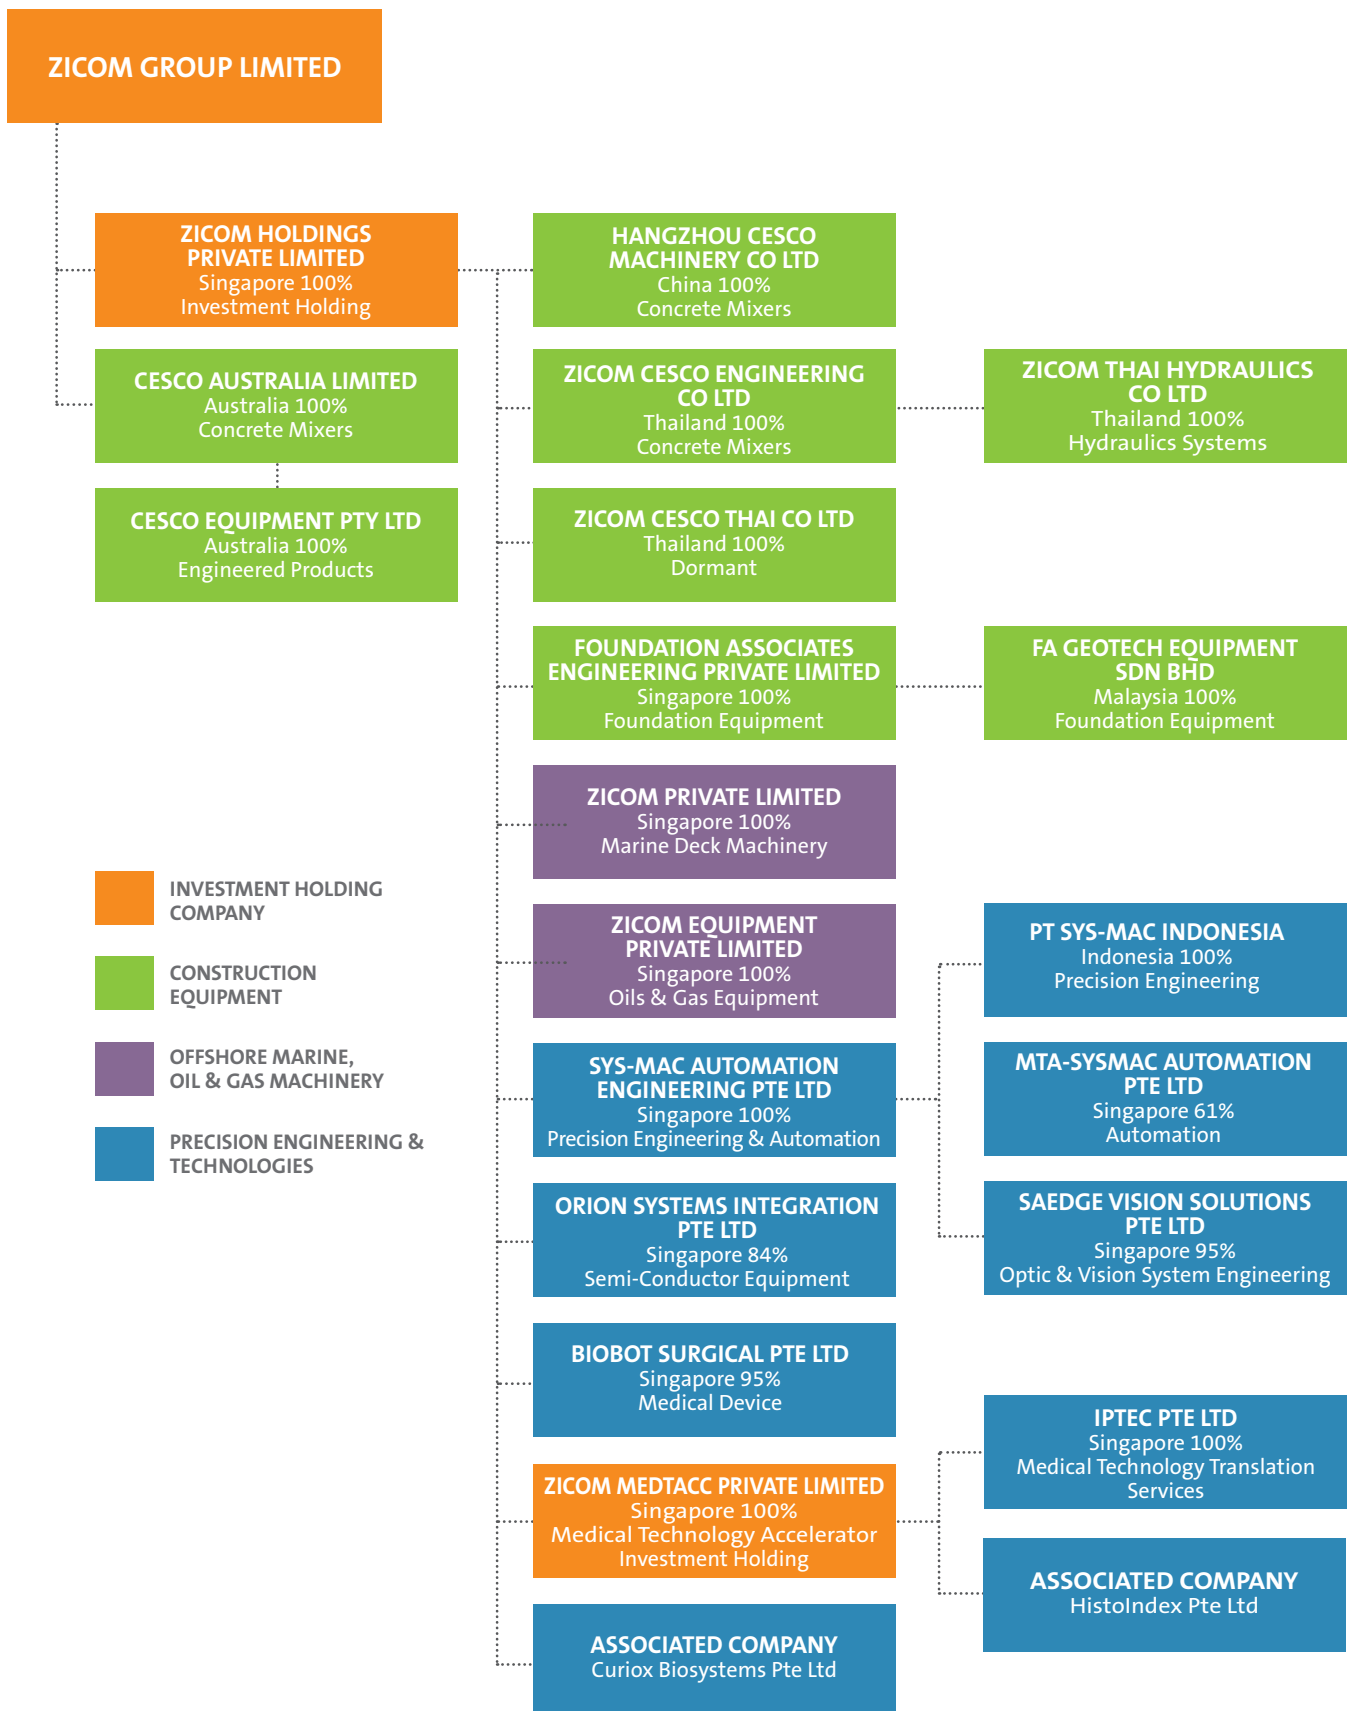 ZICOM GROUP LIMITED
ZICOM HOLDINGS
PRIVATE LIMITED
Singapore 100%
Investment Holding
CESCO AUSTRALIA LIMITED
Australia 100%
Concrete Mixers
CESCO EQUIPMENT PTY LTD
Australia 100%
Engineered Products
HANGZHOU CESCO
MACHINERY CO LTD
China 100%
Concrete Mixers
ZICOM CESCO ENGINEERING
CO LTD
Thailand 100%
Concrete Mixers
ZICOM THAI HYDRAULICS
CO LTD
Thailand 100%
Hydraulics Systems
ZICOM CESCO THAI CO LTD
Thailand 100%
Dormant
FOUNDATION ASSOCIATES
ENGINEERING PRIVATE LIMITED
Singapore 100%
Foundation Equipment
FA GEOTECH EQUIPMENT
SDN BHD
Malaysia 100%
Foundation Equipment
ZICOM PRIVATE LIMITED
Singapore 100%
Marine Deck Machinery
ZICOM EQUIPMENT
PRIVATE LIMITED
Singapore 100%
Oils & Gas Equipment
SYS-MAC AUTOMATION
ENGINEERING PTE LTD
Singapore 100%
Precision Engineering & Automation
PT SYS-MAC INDONESIA
Indonesia 100%
Precision Engineering
MTA-SYSMAC AUTOMATION
PTE LTD
Singapore 61%
Automation
SAEDGE VISION SOLUTIONS
PTE LTD
Singapore 95%
Optic & Vision System Engineering
ORION SYSTEMS INTEGRATION
PTE LTD
Singapore 84%
Semi-Conductor Equipment
BIOBOT SURGICAL PTE LTD
Singapore 95%
Medical Device
ZICOM MEDTACC PRIVATE LIMITED
Singapore 100%
Medical Technology Accelerator
Investment Holding
IPTEC PTE LTD
Singapore 100%
Medical Technology Translation
Services
ASSOCIATED COMPANY
HistoIndex Pte Ltd
ASSOCIATED COMPANY
Curiox Biosystems Pte Ltd
INVESTMENT HOLDING
COMPANY
CONSTRUCTION
EQUIPMENT
OFFSHORE MARINE,
OIL & GAS MACHINERY
PRECISION ENGINEERING &
TECHNOLOGIES